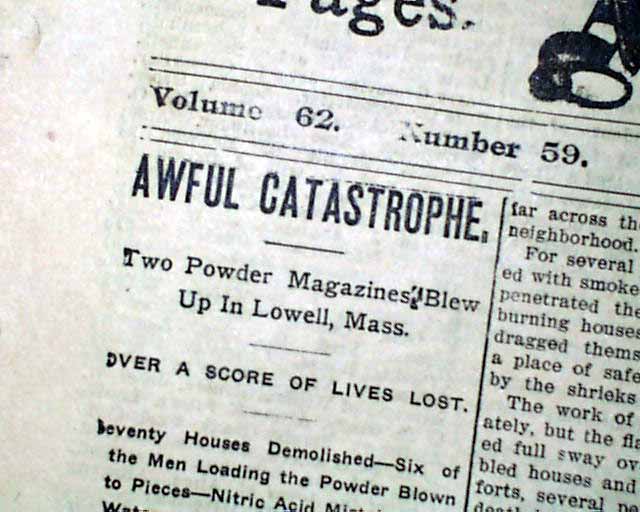 Pages.
Volume 62. Number 59.
AWFUL CATASTROPHE.
Two Powder Magazines Blew
Up In Lowell, Mass.
OVER A SCORE OF LIVES LOST.
Seventy Houses Demolished—Six of
the Men Loading the Powder Blown
to Pieces—Nitric Acid
far across the
neighborhood.
For several
ed with smoke
penetrated the
burning houses
dragged thems
a place of safe
by the shrieks
The work of
ately, but the fla
ed full sway ov
bled houses and
forts, several pe